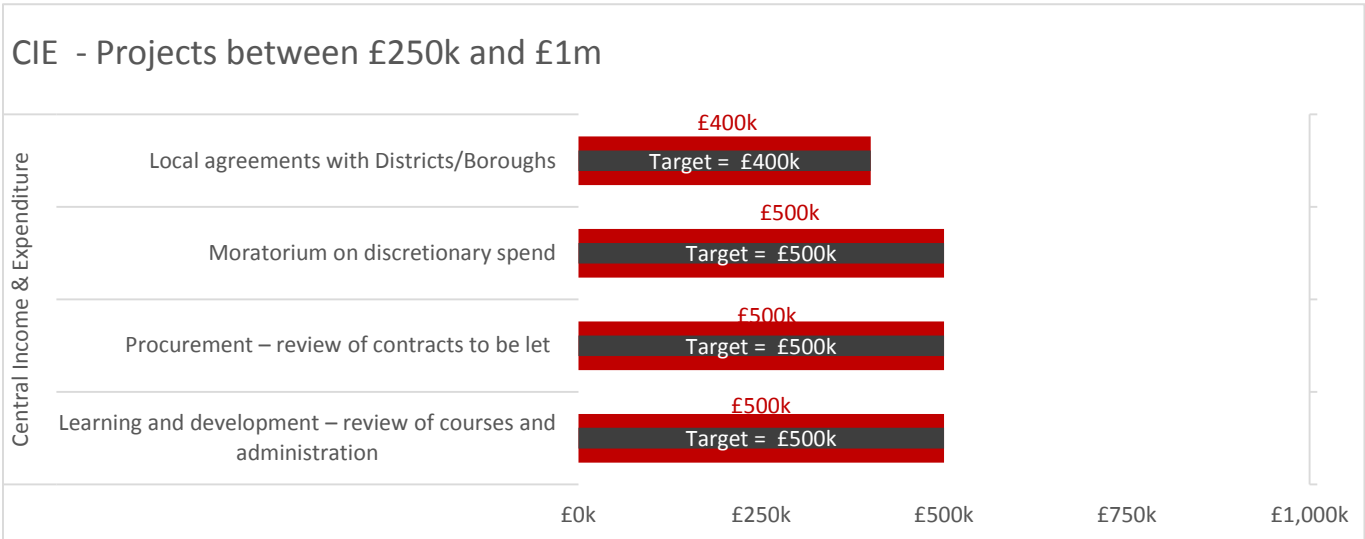 CIE - Projects between £250k and £1m
Central Income & Expenditure
£400k
Local agreements with Districts/Boroughs
Target = £400k
£500k
Moratorium on discretionary spend
Target = £500k
£500k
Procurement – review of contracts to be let
Target = £500k
£500k
Learning and development – review of courses and
administration
Target = £500k
£0k £250k £500k £750k £1,000k